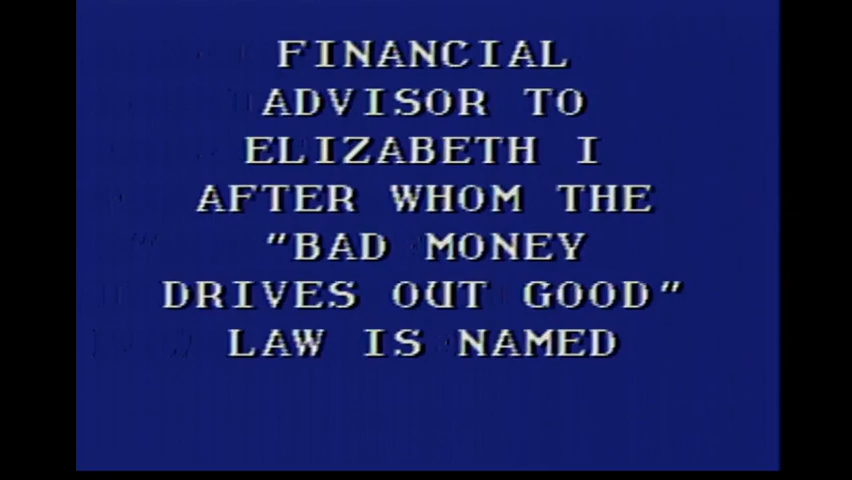 FINANCIAL
ADVISOR TO
ELIZABETH I
AFTER WHOM THE
"BAD MONEY
DRIVES OUT GOOD"
LAW IS NAMED